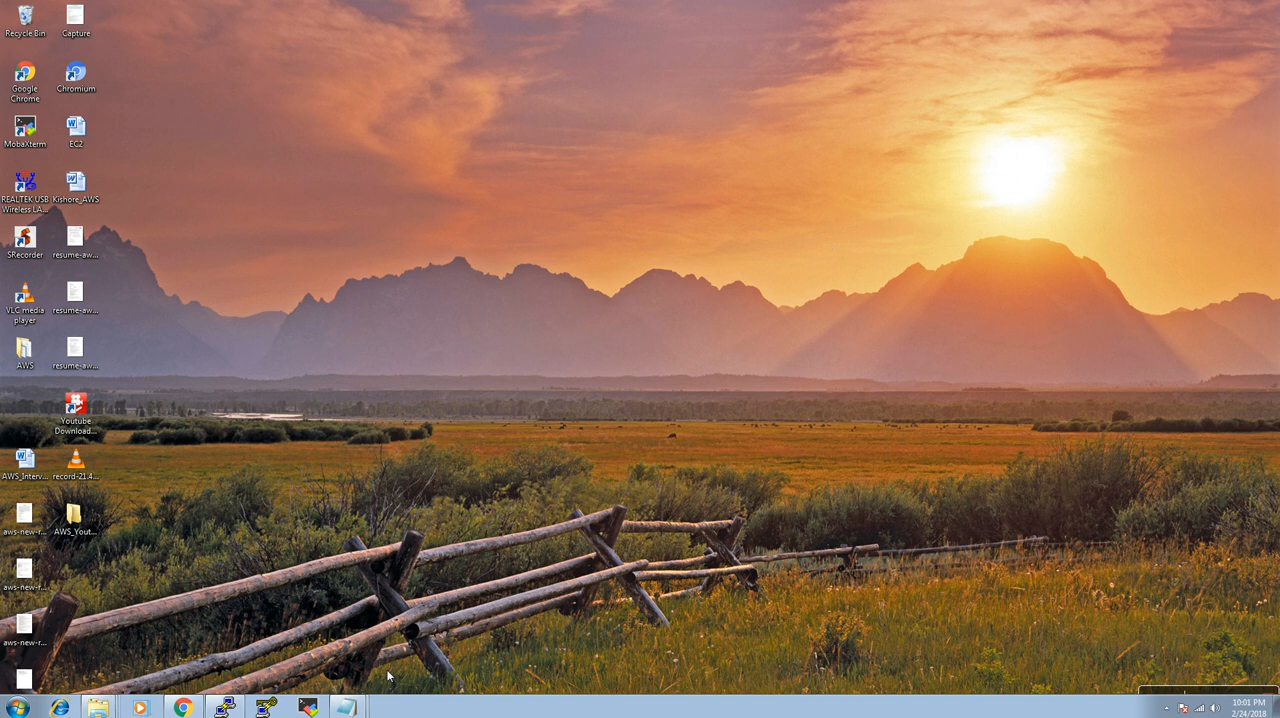 Recycle Bin
Capture
Google
Chrome
Chromium
MobaXterm
EC2
REALTEK USB
Wireless LA...
Kishore_AWS
SRecorder
resume-aw...
VLC media
player
resume-aw...
AWS
resume-aw...
Youtube
Download...
AWS_Interv...
record-21.4...
aws-new-r...
AWS_Yout...
aws-new-r...
aws-new-r...
10:01 PM
2/24/2018